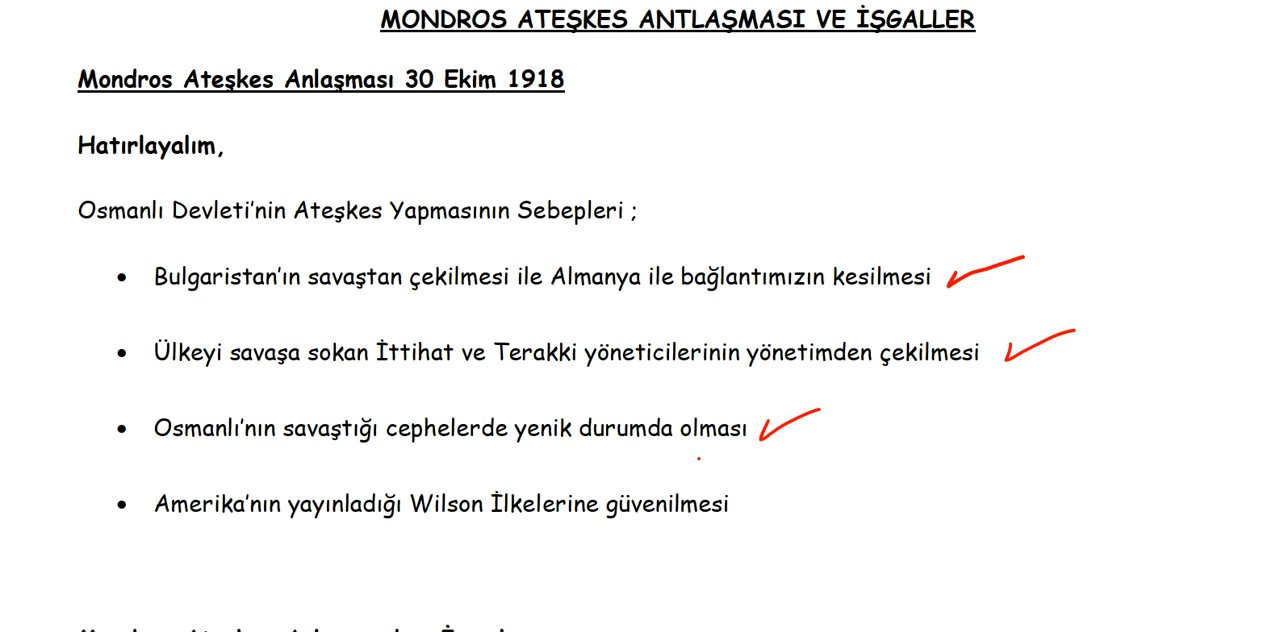 MONDROS ATEŞKES ANTLAŞMASI VE İŞGALLER
Mondros Ateşkes Anlaşması 30 Ekim 1918
Hatırlayalım,
Osmanlı Devleti’nin Ateşkes Yapmasının Sebepleri ;
• Bulgaristan’ın savaştan çekilmesi ile Almanya ile bağlantımızın kesilmesi
• Ülkeyi savaşa sokan İttihat ve Terakki yöneticilerinin yönetimden çekilmesi
• Osmanlı’nın savaştığı cephelerde yenik durumda olması
• Amerika’nın yayınladığı Wilson İlkelerine güvenilmesi